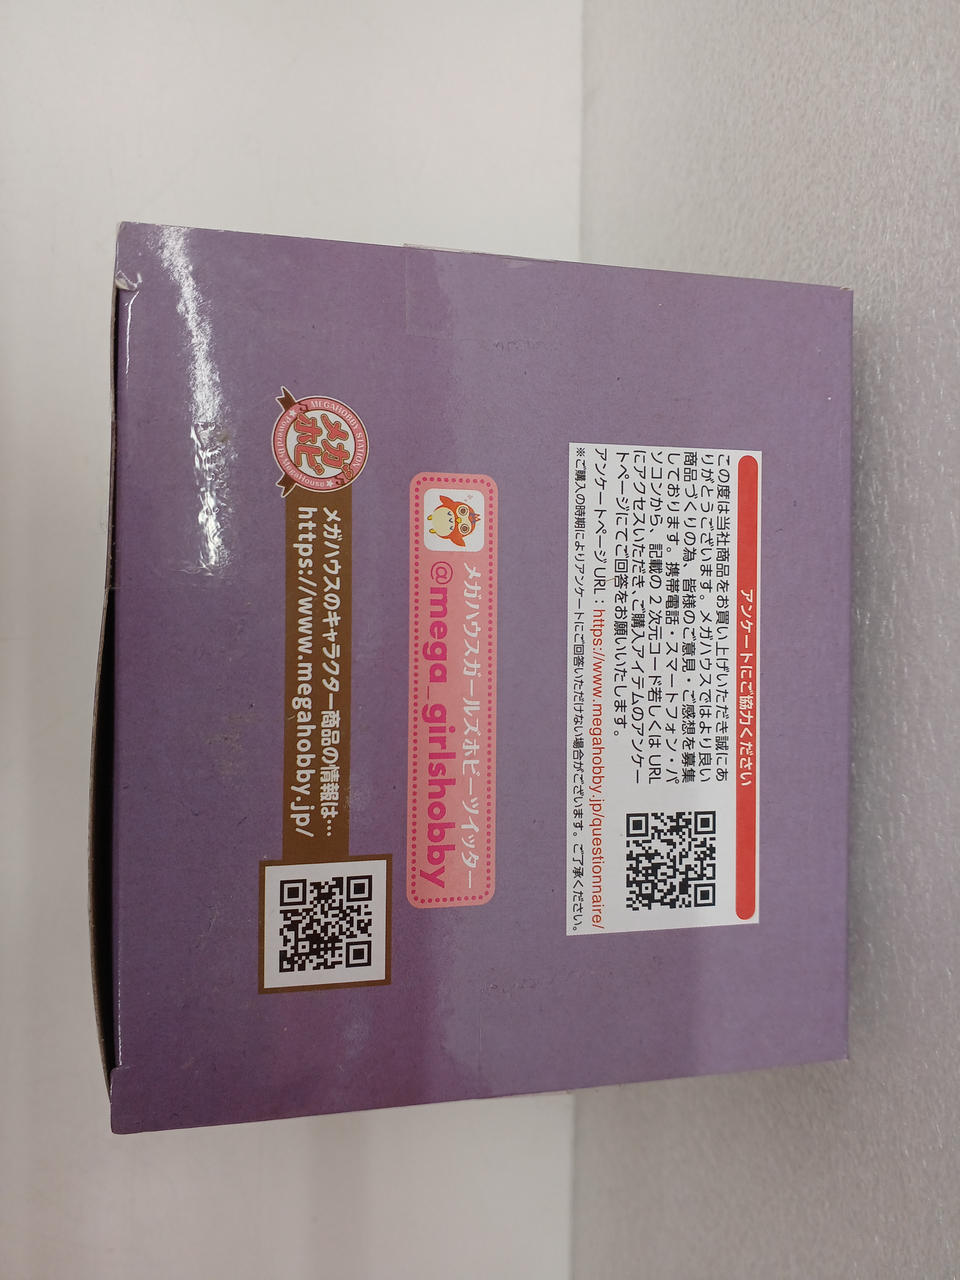 アンケートにご協力ください
この度は当社商品をお買い上げいただき誠にあ
りがとうございます。メガハウスではより良い
商品づくりの為、皆様のご意見・ご感想を募集
しております。携帯電話・スマートフォン・パ
ソコンから、記載の2次元コード若しくはURL
にアクセスいただき、ご購入アイテムのアンケー
トページにてご回答をお願いいたします。
アンケートページURL：https://www.megahobby.jp/questionnaire/
※ご購入の時期によりアンケートにご回答いただけない場合がございます。ご了承ください。
メガハウスガールズホビーツイッター
@mega_girlshobby
MEGAHOBBY STATION
メガホビ
Powered by MegaHouse
メガハウスのキャラクター商品の情報は…
https://www.megahobby.jp/